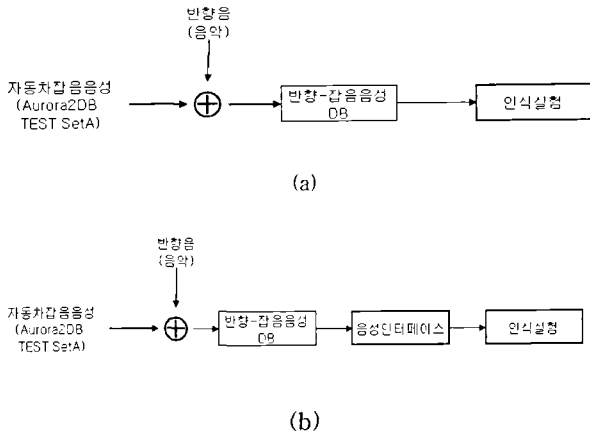 반향음
(음악)
자동차잡음음성
(Aurora2DB
TEST SetA)
반향-잡음음성
DB
인식실험
(a)
반향음
(음악)
자동차잡음음성
(Aurora2DB
TEST SetA)
반향-잡음음성
DB
음성인터페이스
인식실험
(b)